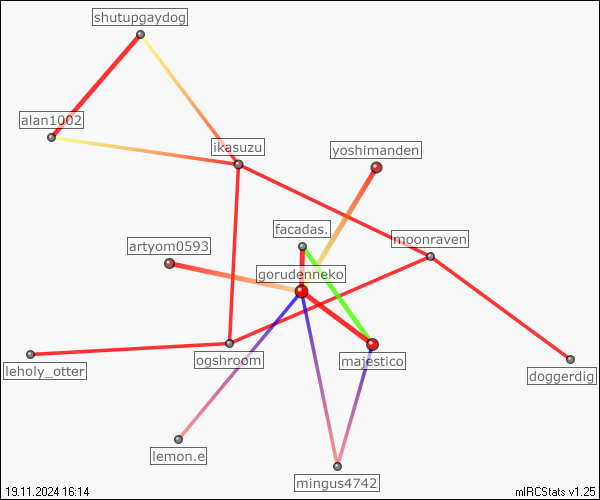 shutupgaydog
alan1002
ikasuzu
yoshimanden
facadas.
moonraven
artyom0593
gorudenneko
ogshroom
majestico
leholy_otter
doggerdig
lemon.e
mingus4742
19.11.2024 16:14
mIRCStats v1.25